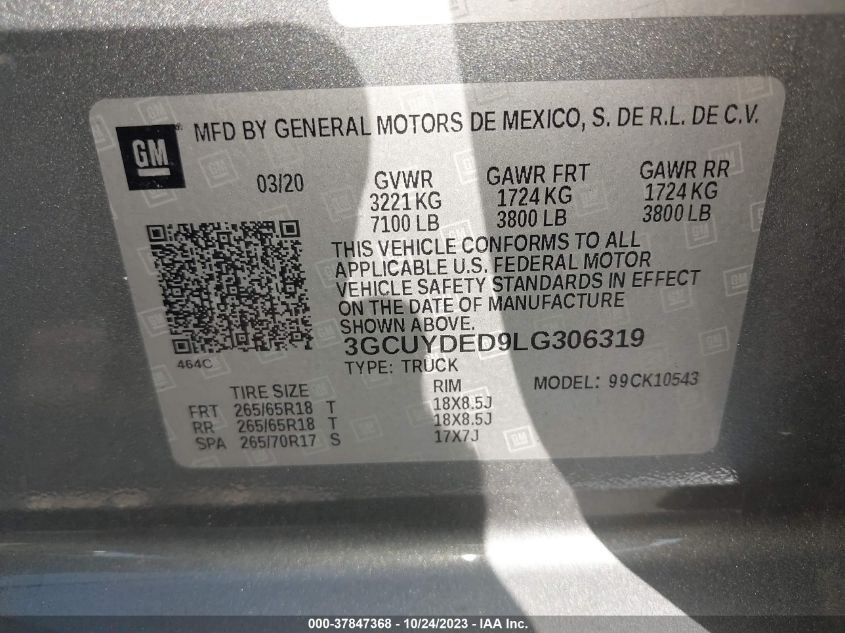 GM
MFD BY GENERAL MOTORS DE MEXICO, S. DE R.L. DE C.V.
03/20 GVWR GAWR FRT GAWR RR
3221 KG 1724 KG 1724 KG
7100 LB 3800 LB 3800 LB
THIS VEHICLE CONFORMS TO ALL
APPLICABLE U.S. FEDERAL MOTOR
VEHICLE SAFETY STANDARDS IN EFFECT
ON THE DATE OF MANUFACTURE
SHOWN ABOVE.
464C
3GCUYDED9LG306319
TYPE: TRUCK MODEL: 99CK10543
TIRE SIZE RIM
FRT 265/65R18 T 18X8.5J
RR 265/65R18 T 18X8.5J
SPA 265/70R17 S 17X7J
000-37847368 - 10/24/2023 - IAA Inc.